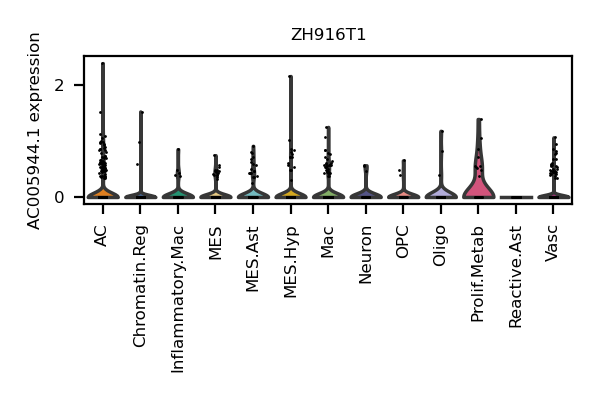 ZH916T1
AC005944.1 expression
2
0
AC
Chromatin.Reg
Inflammatory.Mac
MES
MES.Ast
MES.Hyp
Mac
Neuron
OPC
Oligo
Prolif.Metab
Reactive.Ast
Vasc